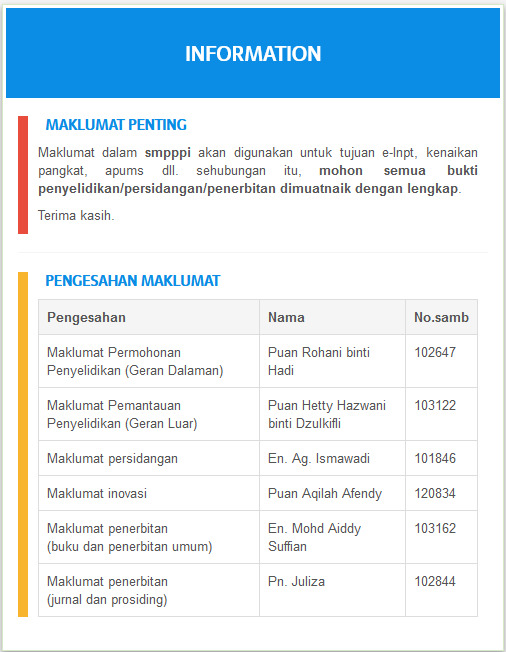 INFORMATION
MAKLUMAT PENTING
Maklumat dalam smpppi akan digunakan untuk tujuan e-lnpt, kenaikan
pangkat, apums dll. sehubungan itu, mohon semua bukti
penyelidikan/persidangan/penerbitan dimuatnaik dengan lengkap.
Terima kasih.
PENGESAHAN MAKLUMAT
Pengesahan Nama No.samb
Maklumat Permohonan Puan Rohani binti 102647
Penyelidikan (Geran Dalaman) Hadi
Maklumat Pemantauan Puan Hetty Hazwani 103122
Penyelidikan (Geran Luar) binti Dzulkifli
Maklumat persidangan En. Ag. Ismawadi 101846
Maklumat inovasi Puan Aqilah Afendy 120834
Maklumat penerbitan En. Mohd Aiddy 103162
(buku dan penerbitan umum) Suffian
Maklumat penerbitan Pn. Juliza 102844
(jurnal dan prosiding)